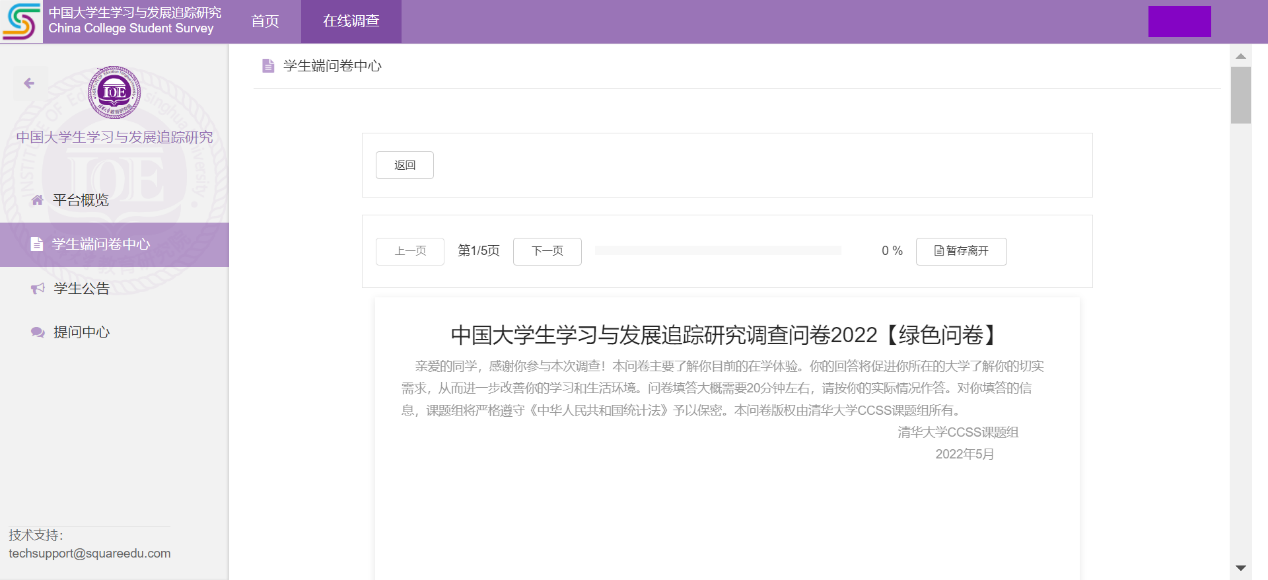 中国大学生学习与发展追踪研究
China College Student Survey
首页
在线调查
IOE
中国大学生学习与发展追踪研究
平台概览
学生端问卷中心
学生公告
提问中心
技术支持：
techsupport@squareedu.com
学生端问卷中心
返回
上一页
第1/5页
下一页
0 %
暂存离开
中国大学生学习与发展追踪研究调查问卷2022【绿色问卷】
亲爱的同学，感谢你参与本次调查！本问卷主要了解你目前的在学体验。你的回答将促进你所在的大学了解你的切实
需求，从而进一步改善你的学习和生活环境。问卷填答大概需要20分钟左右，请按你的实际情况作答。对你填答的信
息，课题组将严格遵守《中华人民共和国统计法》予以保密。本问卷版权由清华大学CCSS课题组所有。
清华大学CCSS课题组
2022年5月